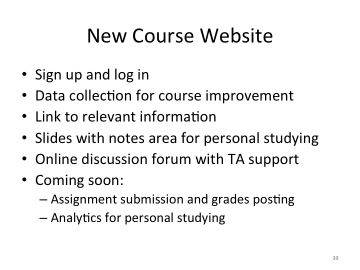 New Course Website
• Sign up and log in
• Data collection for course improvement
• Link to relevant information
• Slides with notes area for personal studying
• Online discussion forum with TA support
• Coming soon:
– Assignment submission and grades posting
– Analytics for personal studying